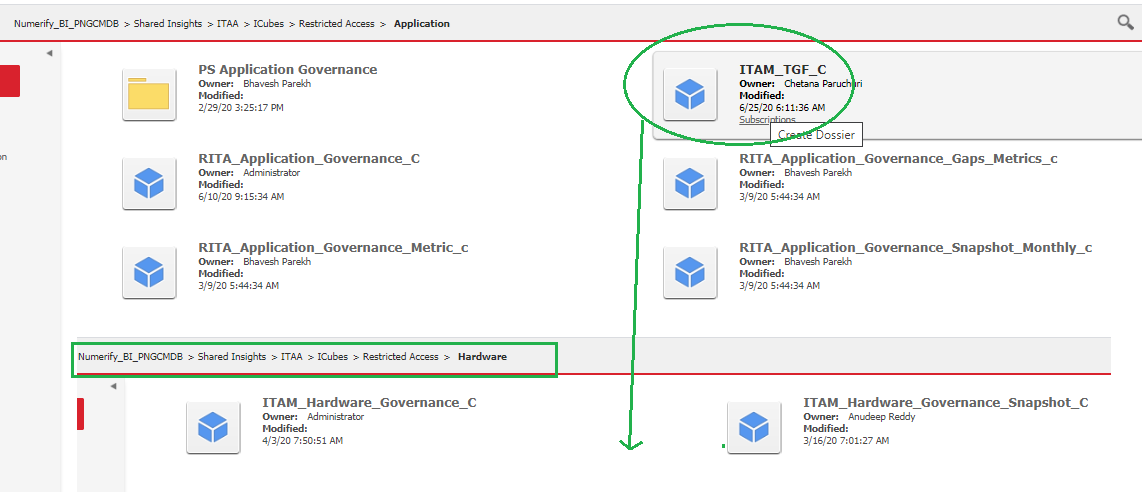 Numerify_BI_PNGCMDB > Shared Insights > ITAA > ICubes > Restricted Access > Application
PS Application Governance
Owner: Bhavesh Parekh
Modified:
2/29/20 3:25:17 PM
ITAM_TGF_C
Owner: Chetana Paruchuri
Modified:
6/25/20 6:11:36 AM
Subscriptions
Create Dossier
on
RITA_Application_Governance_C
Owner: Administrator
Modified:
6/10/20 9:15:34 AM
RITA_Application_Governance_Gaps_Metrics_c
Owner: Bhavesh Parekh
Modified:
3/9/20 5:44:34 AM
RITA_Application_Governance_Metric_c
Owner: Bhavesh Parekh
Modified:
3/9/20 5:44:34 AM
RITA_Application_Governance_Snapshot_Monthly_c
Owner: Bhavesh Parekh
Modified:
3/9/20 5:44:34 AM
Numerify_BI_PNGCMDB > Shared Insights > ITAA > ICubes > Restricted Access > Hardware
ITAM_Hardware_Governance_C
Owner: Administrator
Modified:
4/3/20 7:50:51 AM
ITAM_Hardware_Governance_Snapshot_C
Owner: Anudeep Reddy
Modified:
3/16/20 7:01:27 AM